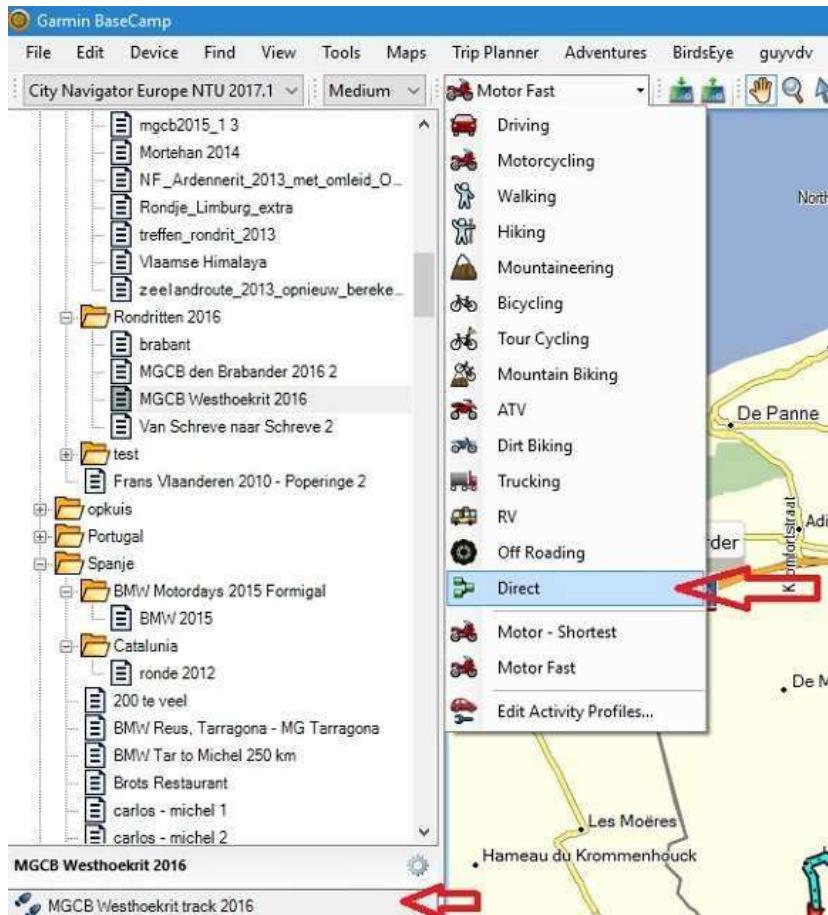 Garmin BaseCamp
File Edit Device Find View Tools Maps Trip Planner Adventures BirdsEye guyvdv
City Navigator Europe NTU 2017.1 Medium Motor Fast
mgcb2015_1 3
Mortehan 2014
NF_Ardennerit_2013_met_omleid_O...
Rondje_Limburg_extra
treffen_rondrit_2013
Vlaamse Himalaya
zeelandroute_2013_opnieuw_bereke...
Rondritten 2016
brabant
MGCB den Brabander 2016 2
MGCB Westhoekrit 2016
Van Schreve naar Schreve 2
test
Frans Vlaanderen 2010 - Poperinge 2
opkuis
Portugal
Spanje
BMW Motordays 2015 Formigal
BMW 2015
Catalunia
ronde 2012
200 te veel
BMW Reus, Tarragona - MG Tarragona
BMW Tar to Michel 250 km
Brots Restaurant
carlos - michel 1
carlos - michel 2
MGCB Westhoekrit 2016
MGCB Westhoekrit track 2016
Driving
Motorcycling
Walking
Hiking
Mountaineering
Bicycling
Tour Cycling
Mountain Biking
ATV
Dirt Biking
Trucking
RV
Off Roading
Direct
Motor - Shortest
Motor Fast
Edit Activity Profiles...
North
De Panne
Adi
der
De M
Les Moëres
Hameau du Krommenhouck